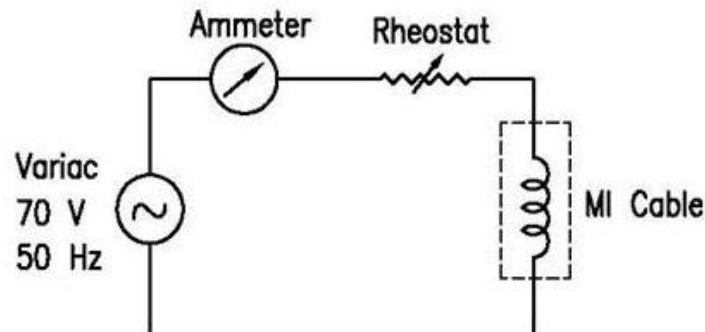 Ammeter
Rheostat
Variac
70 V
50 Hz
MI Cable